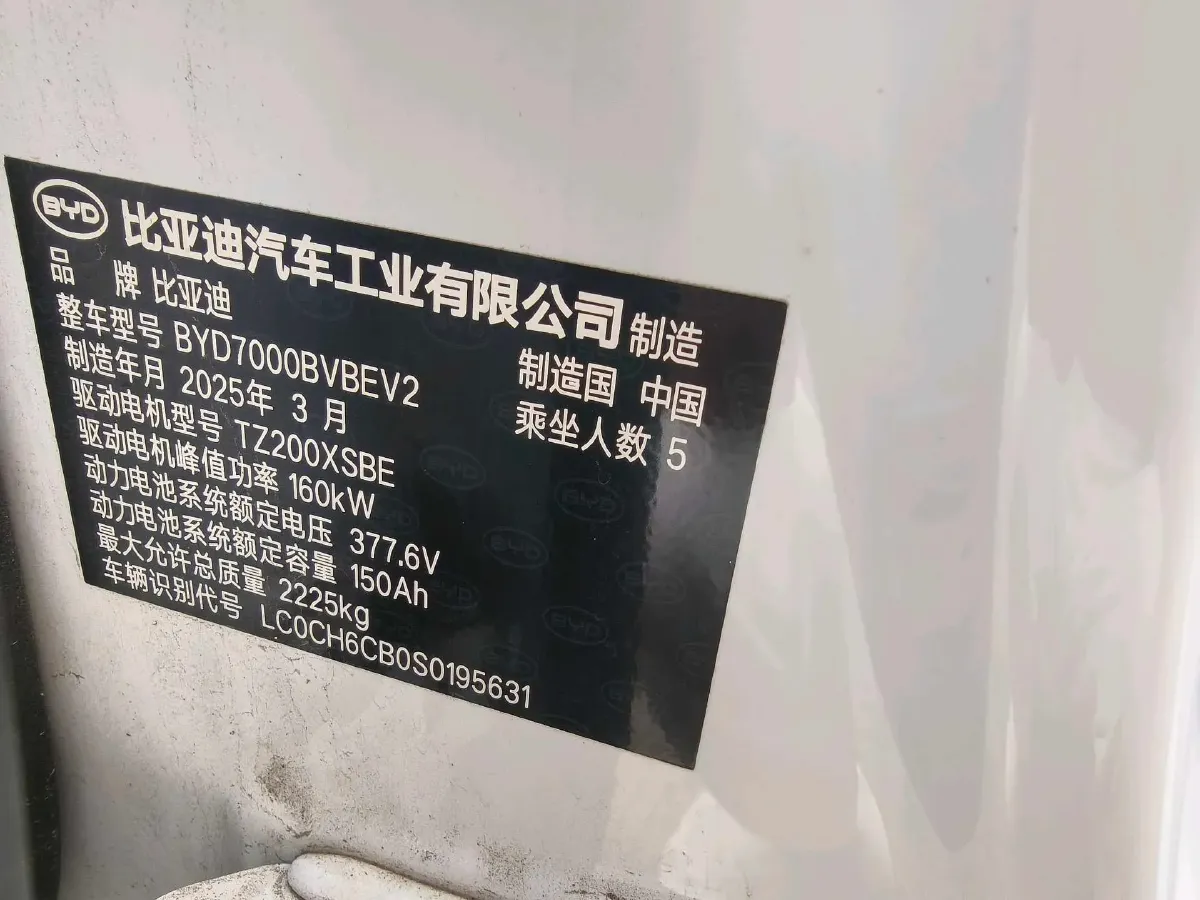 BYD 比亚迪汽车工业有限公司 制造
品 牌 比亚迪
整车型号 BYD7000BVBEV2 制造国 中国
制造年月 2025年 3 月 乘坐人数 5
驱动电机型号 TZ200XSBE
驱动电机峰值功率 160kW
动力电池系统额定电压 377.6V
动力电池系统额定容量 150Ah
最大允许总质量 2225kg
车辆识别代号 LC0CH6CB0S0195631